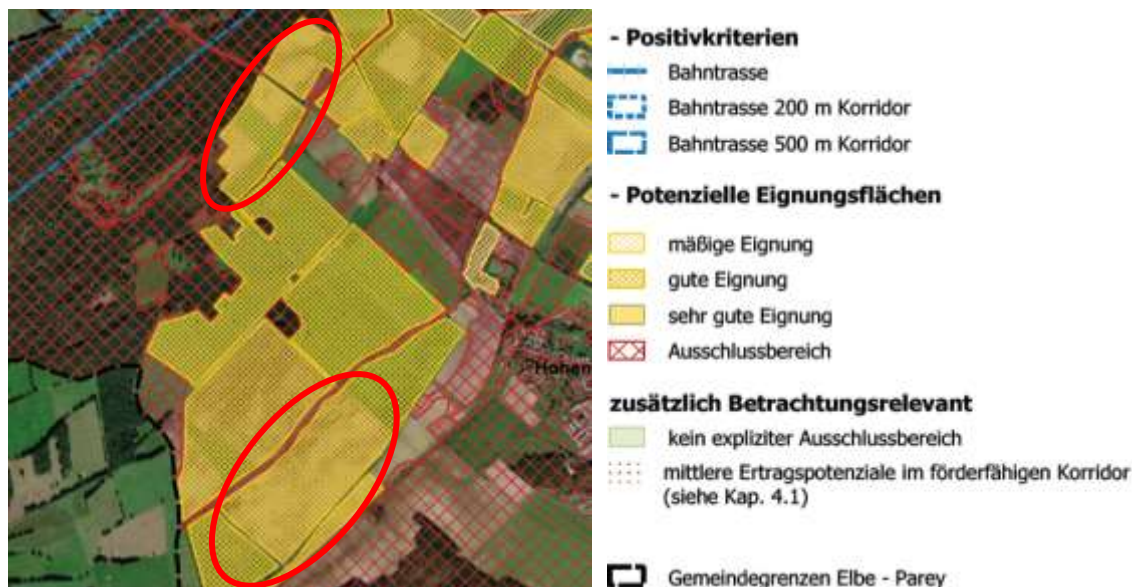 Hohen
- Positivkriterien
Bahntrasse
Bahntrasse 200 m Korridor
Bahntrasse 500 m Korridor
- Potenzielle Eignungsflächen
mäßige Eignung
gute Eignung
sehr gute Eignung
Ausschlussbereich
zusätzlich Betrachtungsrelevant
kein expliziter Ausschlussbereich
mittlere Ertragspotenziale im förderfähigen Korridor
(siehe Kap. 4.1)
Gemeindegrenzen Elbe - Parey